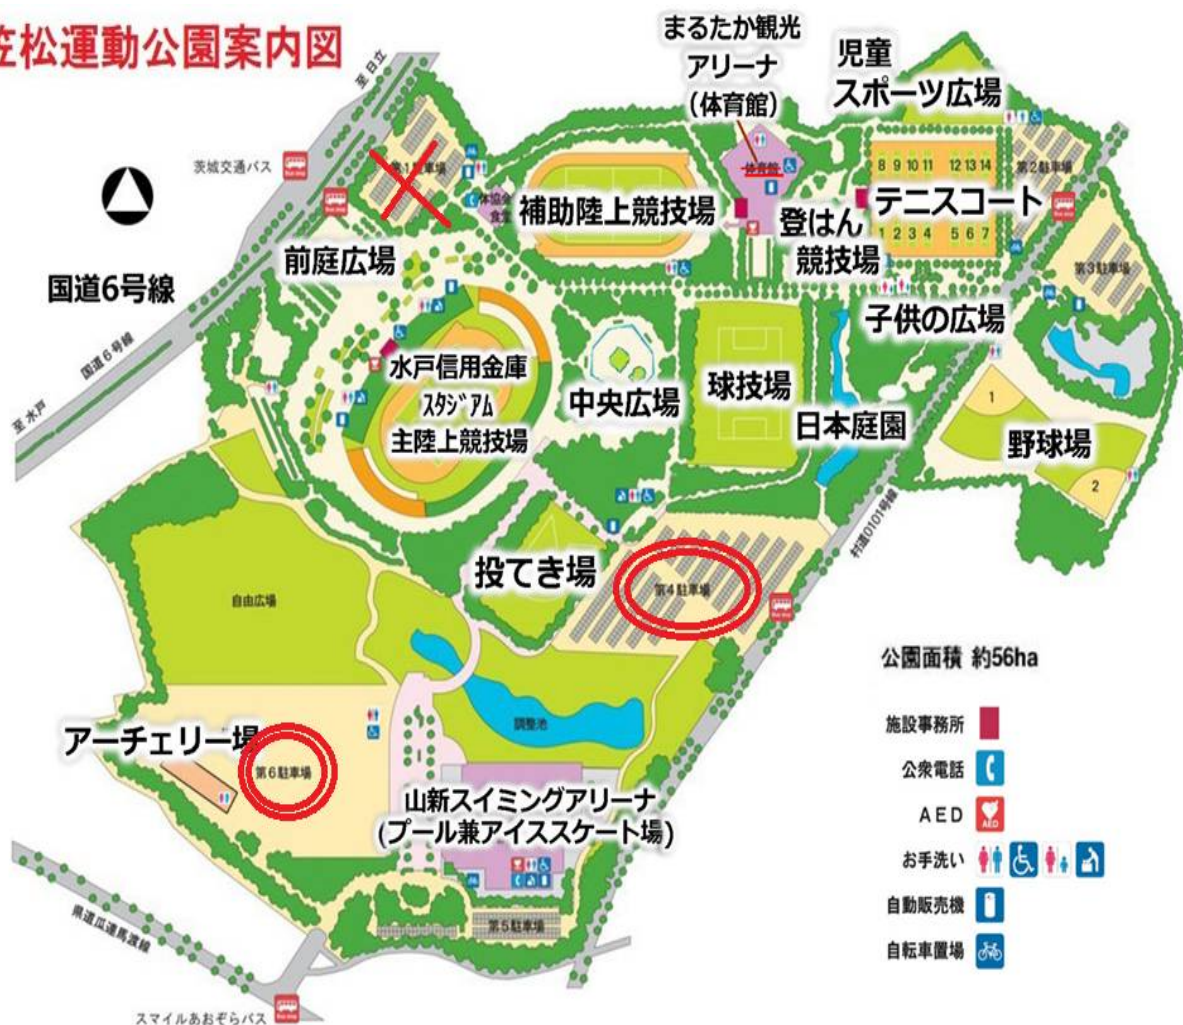 笠松運動公園案内図
至日立
まるたか観光
アリーナ
(体育館)
児童
スポーツ広場
茨城交通バス
第1駐車場
体協会
食堂
体育館
8 9 10 11 12 13 14
第2駐車場
補助陸上競技場
登はん
競技場
テニスコート
1 2 3 4 5 6 7
前庭広場
国道6号線
第3駐車場
子供の広場
国道6号線
至水戸
水戸信用金庫
スタジアム
主陸上競技場
中央広場
球技場
日本庭園
1
野球場
2
村道0101号線
投てき場
第4駐車場
自由広場
公園面積 約56ha
アーチェリー場
第6駐車場
調整池
山新スイミングアリーナ
(プール兼アイススケート場)
施設事務所
公衆電話
AED
AED
お手洗い
自動販売機
自転車置場
第5駐車場
県道瓜連馬渡線
スマイルあおぞらバス